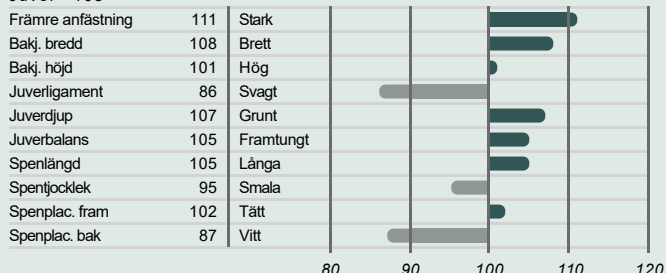 Främre anfästning 111 Stark
Bakj. bredd 108 Brett
Bakj. höjd 101 Hög
Juverligament 86 Svagt
Juverdjup 107 Grunt
Juverbalans 105 Framtungt
Spenlängd 105 Långa
Spentjocklek 95 Smala
Spenplac. fram 102 Tätt
Spenplac. bak 87 Vitt
80 90 100 110 120